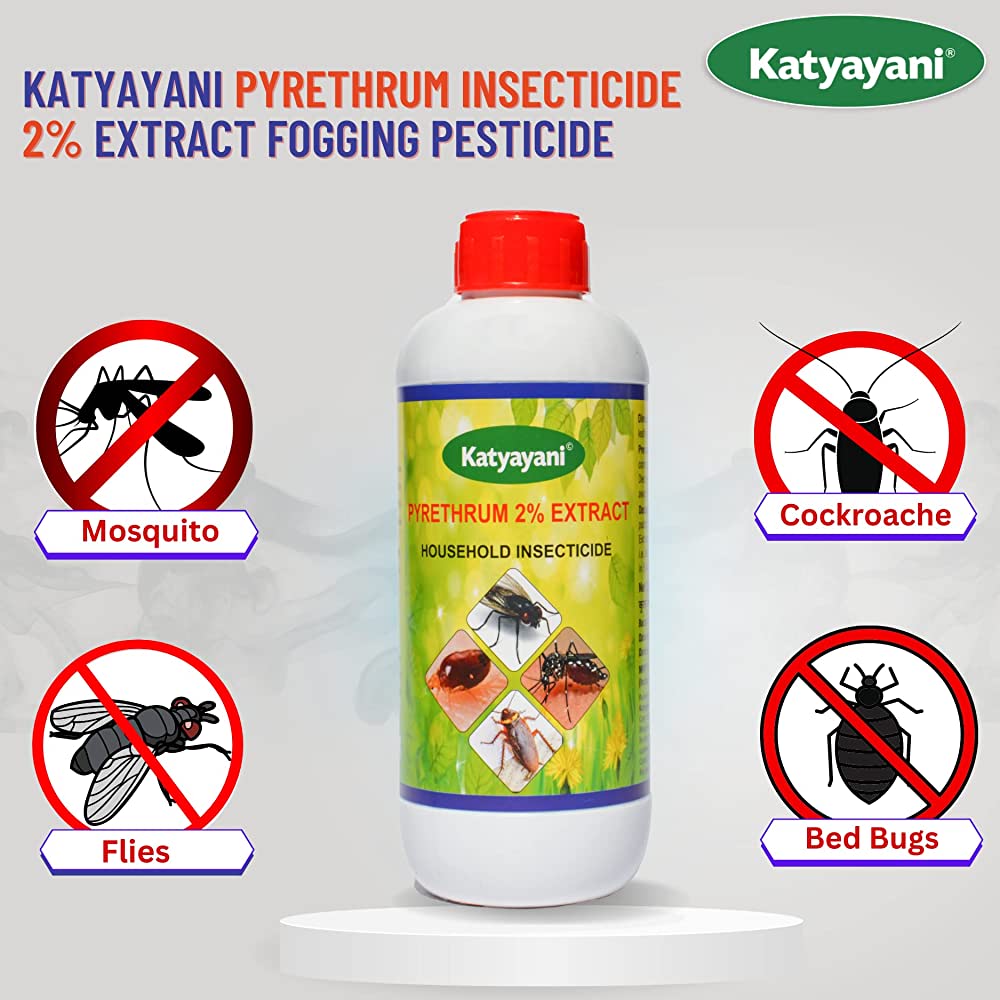 Katyayani®
KATYAYANI PYRETHRUM INSECTICIDE
2% EXTRACT FOGGING PESTICIDE
Mosquito
Cockroache
Flies
Bed Bugs
Katyayani©
PYRETHRUM 2% EXTRACT
HOUSEHOLD INSECTICIDE